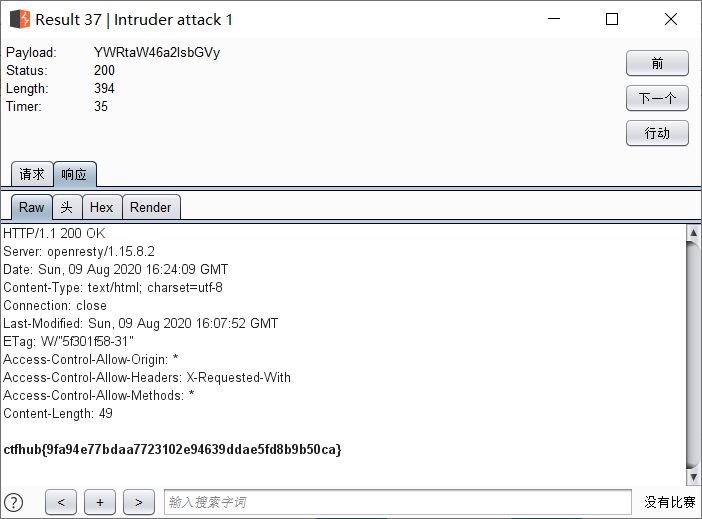 Result 37 | Intruder attack 1
Payload: YWRtaW46a2lsbGVy
Status: 200
Length: 394
Timer: 35
前
下一个
行动
请求 响应
Raw 头 Hex Render
HTTP/1.1 200 OK
Server: openresty/1.15.8.2
Date: Sun, 09 Aug 2020 16:24:09 GMT
Content-Type: text/html; charset=utf-8
Connection: close
Last-Modified: Sun, 09 Aug 2020 16:07:52 GMT
ETag: W/"5f301f58-31"
Access-Control-Allow-Origin: *
Access-Control-Allow-Headers: X-Requested-With
Access-Control-Allow-Methods: *
Content-Length: 49
ctfhub{9fa94e77bdaa7723102e94639ddae5fd8b9b50ca}
? < + > 输入搜索字词 没有比赛